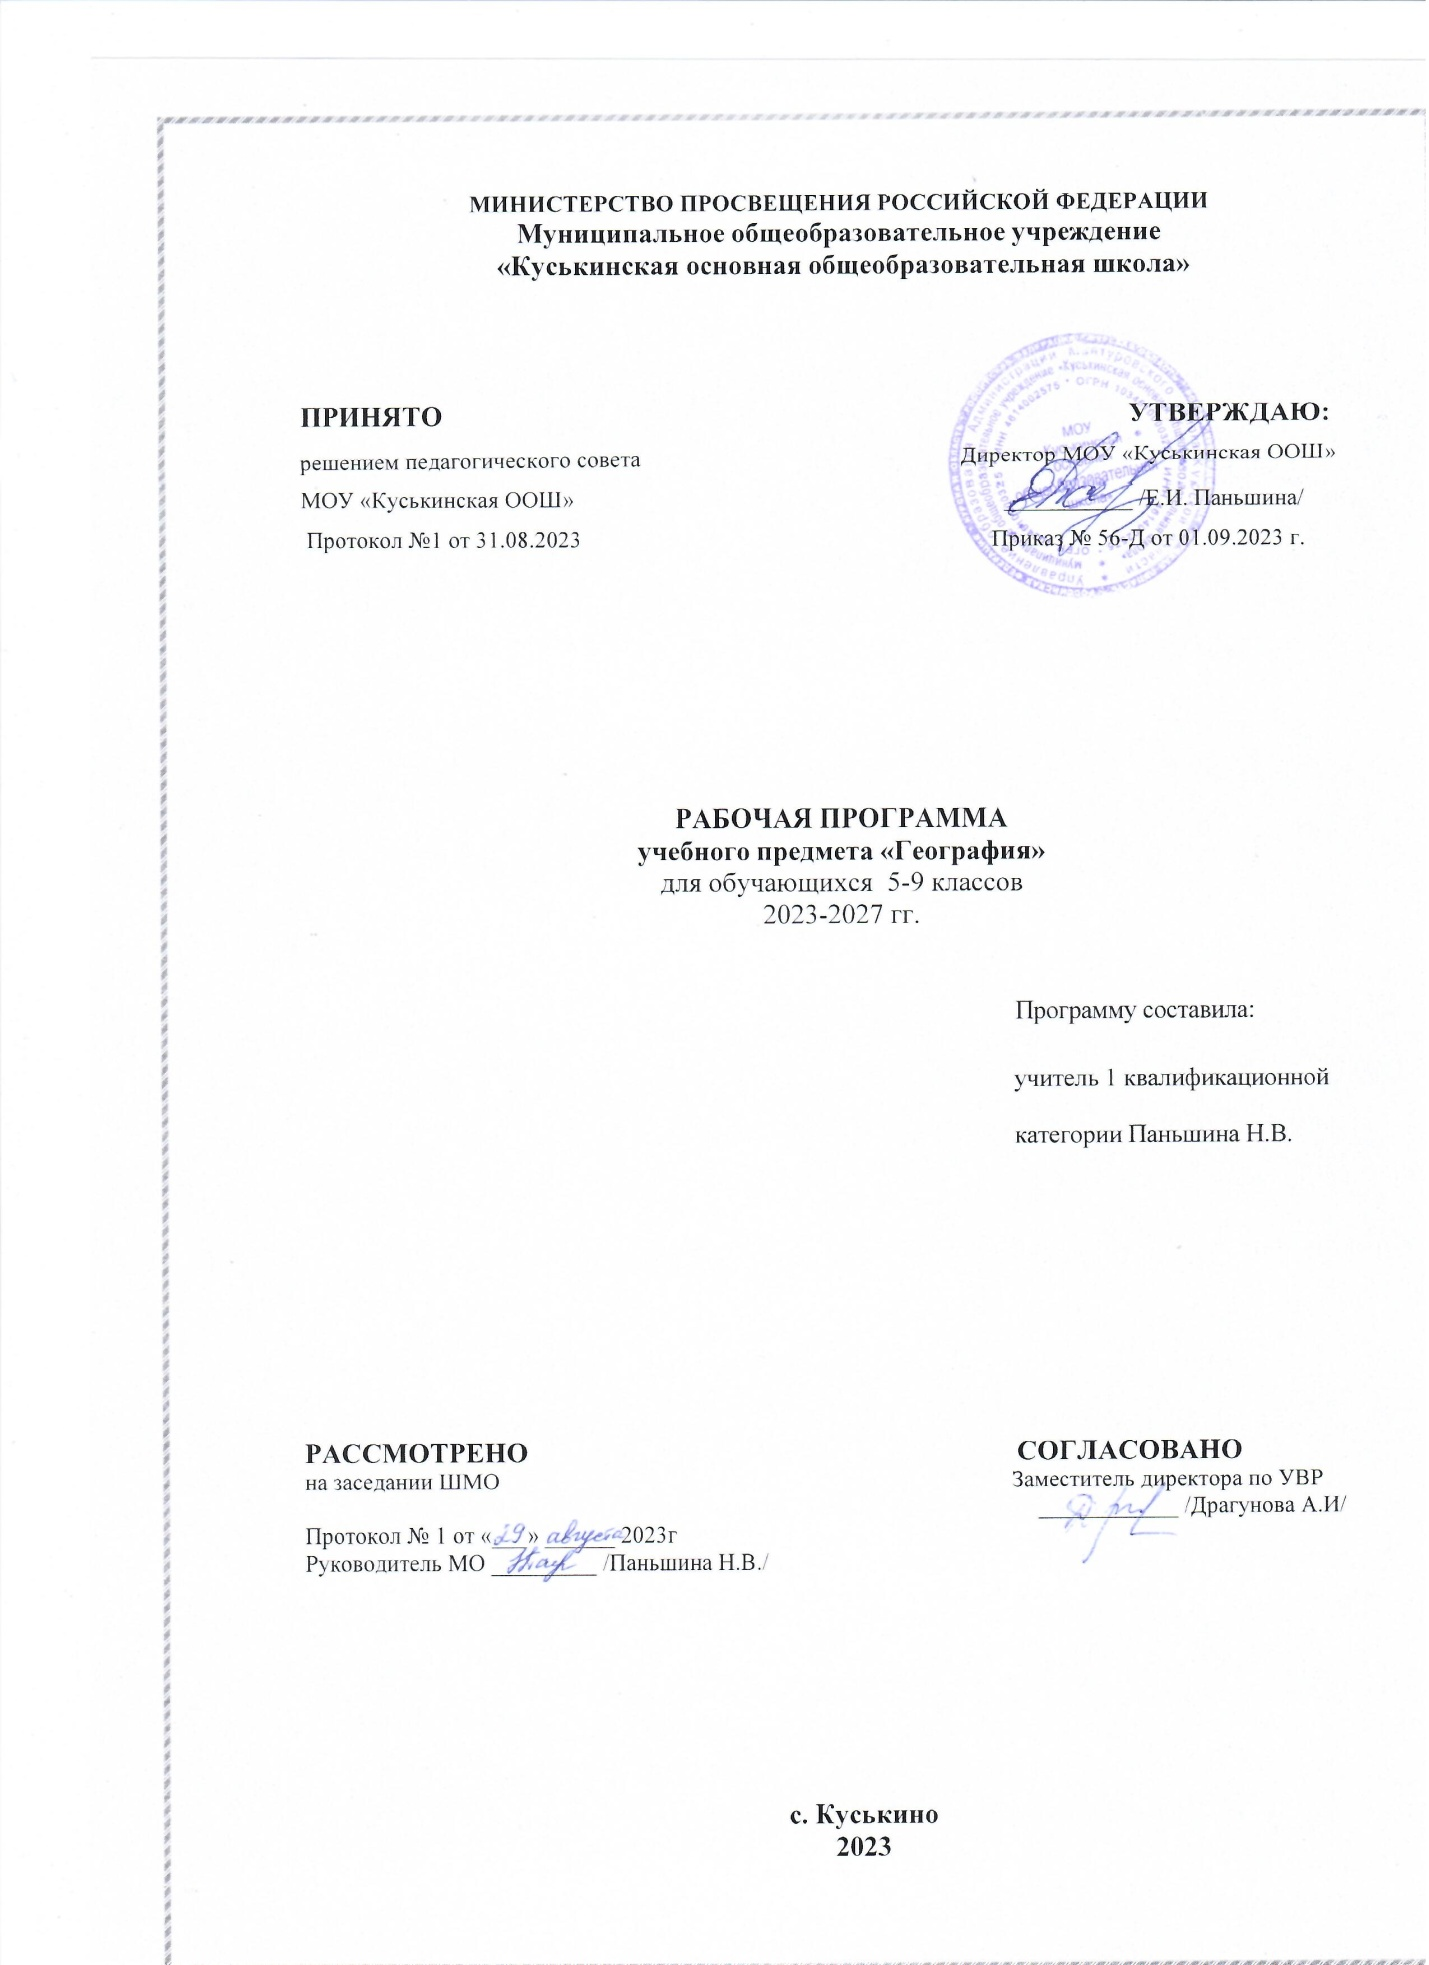 МИНИСТЕРСТВО ПРОСВЕЩЕНИЯ РОССИЙСКОЙ ФЕДЕРАЦИИ
Муниципальное общеобразовательное учреждение
«Куськинская основная общеобразовательная школа»
ПРИНЯТО
решением педагогического совета
МОУ «Куськинская ООШ»
Протокол №1 от 31.08.2023
УТВЕРЖДАЮ:
Директор МОУ «Куськинская ООШ»
/Е.И. Паньшина/
Приказ № 56-Д от 01.09.2023 г.
МОУ
РАБОЧАЯ ПРОГРАММА
учебного предмета «География»
для обучающихся 5-9 классов
2023-2027 гг.
Программу составила:
учитель 1 квалификационной
категории Паньшина Н.В.
РАССМОТРЕНО
на заседании ШМО
Протокол № 1 от «29» августа 2023г
Руководитель МО /Паньшина Н.В./
СОГЛАСОВАНО
Заместитель директора по УВР
/Драгунова А.И/
с. Куськино
2023